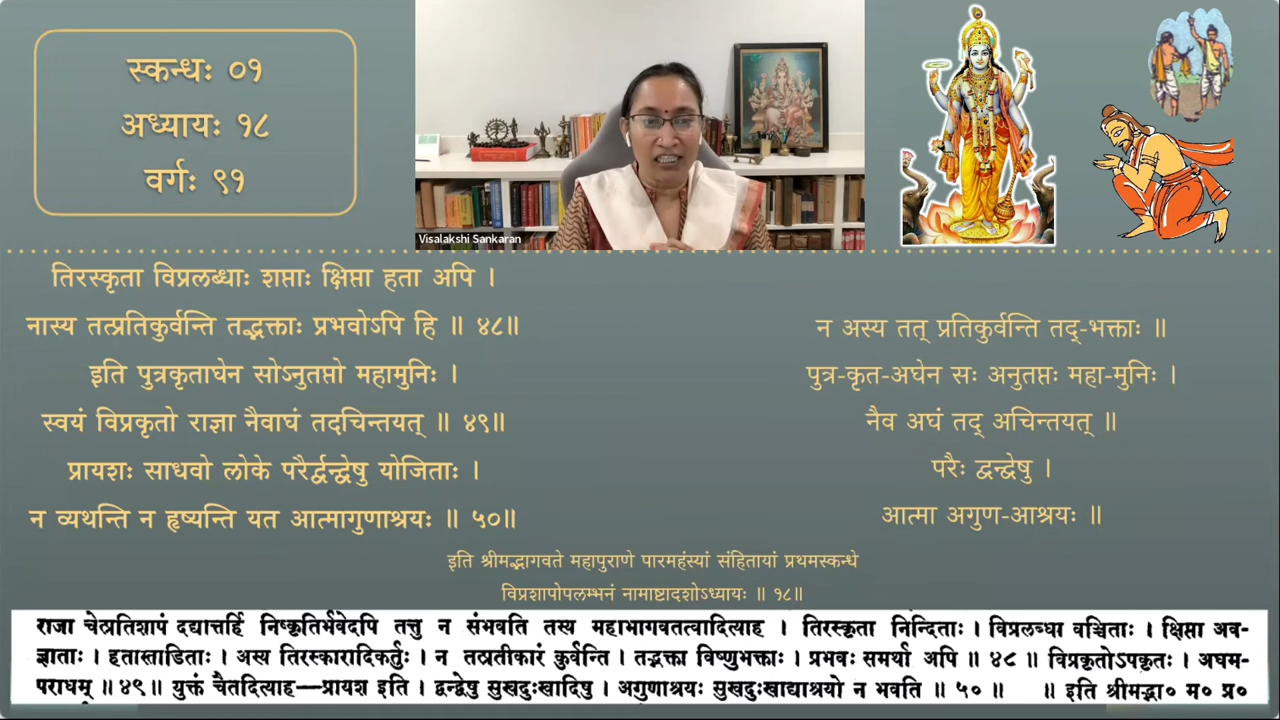 स्कन्धः ०१
अध्यायः १८
वर्गः ९१
Visalakshi Sankaran
तिरस्कृता विप्रलब्धाः शप्ताः क्षिप्ता हता अपि ।
नास्य तत्प्रतिकुर्वन्ति तद्भक्ताः प्रभवोऽपि हि ॥ ४८॥
इति पुत्रकृताघेन सोऽनुतप्तो महामुनिः ।
स्वयं विप्रकृतो राज्ञा नैवाघं तदचिन्तयत् ॥ ४९॥
प्रायशः साधवो लोके परैर्द्वन्द्वेषु योजिताः ।
न व्यथन्ति न हृष्यन्ति यत आत्मागुणाश्रयः ॥ ५०॥
न अस्य तत् प्रतिकुर्वन्ति तद्-भक्ताः ॥
पुत्र-कृत-अघेन सः अनुतप्तः महा-मुनिः ।
नैव अघं तद् अचिन्तयत् ॥
परैः द्वन्द्वेषु ।
आत्मा अगुण-आश्रयः ॥
इति श्रीमद्भागवते महापुराणे पारमहंस्यां संहितायां प्रथमस्कन्धे
विप्रशापोपलम्भनं नामाष्टादशोऽध्यायः ॥ १८॥
राजा चेत्प्रतिशापं दद्यात्तर्हि निष्कृतिर्भवेदपि तत्तु न संभवति तस्य महाभागवतत्वादित्याह । तिरस्कृता निन्दिताः । विप्रलब्धा वञ्चिताः । क्षिप्ता अव-
ज्ञाताः । हतास्ताडिताः । अस्य तिरस्कारादिकर्तुः । न तत्प्रतीकारं कुर्वन्ति । तद्भक्ता विष्णुभक्ताः । प्रभवः समर्था अपि ॥ ४८ ॥ विप्रकृतोऽपकृतः । अघम-
पराधम् ॥ ४९॥ युक्तं चैतदित्याह—प्रायश इति । द्वन्द्वेषु सुखदुःखादिषु । अगुणाश्रयः सुखदुःखाद्याश्रयो न भवति ॥ ५० ॥ ॥ इति श्रीमद्भा० म० प्र०